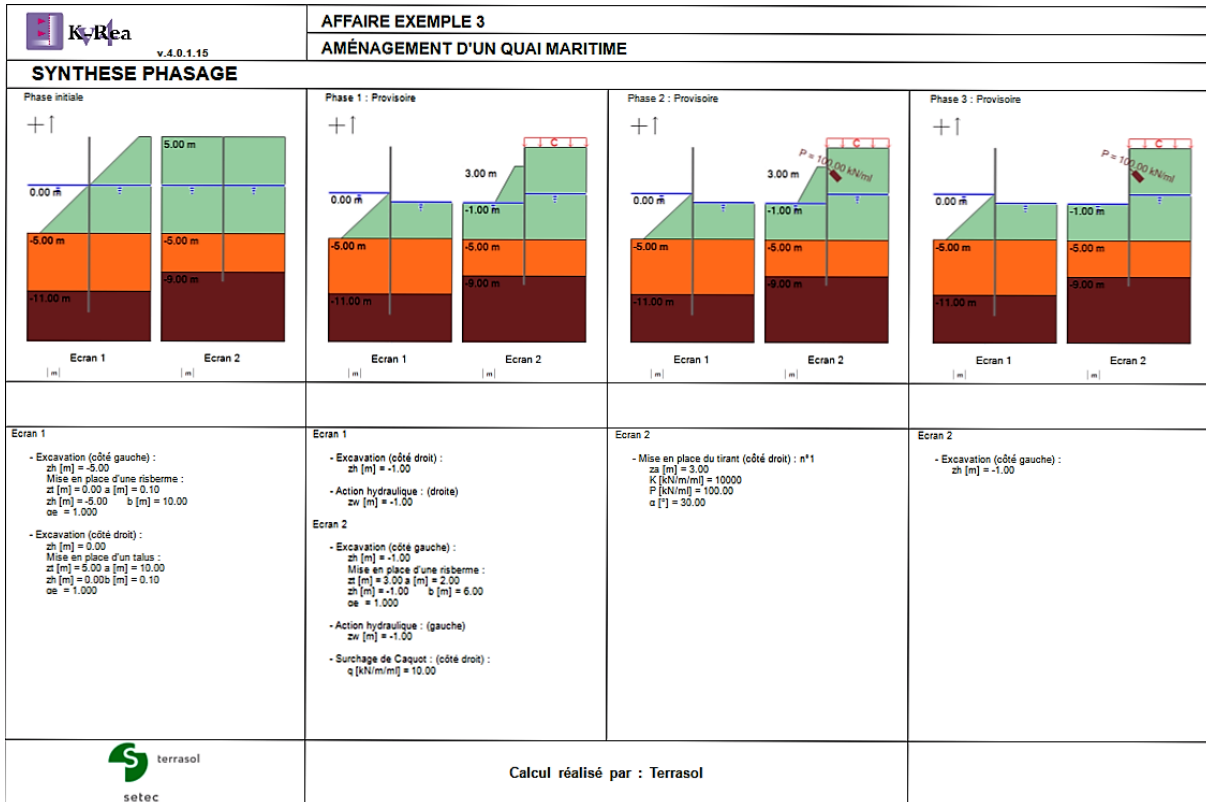 K-Rea
v4
v.4.0.1.15
AFFAIRE EXEMPLE 3
AMÉNAGEMENT D'UN QUAI MARITIME
SYNTHESE PHASAGE
Phase initiale
5.00 m
0.00 m
-5.00 m
-5.00 m
-9.00 m
-11.00 m
Ecran 1
Ecran 2
|m|
|m|
Phase 1 : Provisoire
C
3.00 m
0.00 m
-1.00 m
-5.00 m
-5.00 m
-9.00 m
-11.00 m
Ecran 1
Ecran 2
|m|
|m|
Phase 2 : Provisoire
C
P = 100.00 kN/ml
3.00 m
0.00 m
-1.00 m
-5.00 m
-5.00 m
-9.00 m
-11.00 m
Ecran 1
Ecran 2
|m|
|m|
Phase 3 : Provisoire
C
P = 100.00 kN/ml
0.00 m
-1.00 m
-5.00 m
-5.00 m
-9.00 m
-11.00 m
Ecran 1
Ecran 2
|m|
|m|
Ecran 1
- Excavation (côté gauche) :
zh [m] = -5.00
Mise en place d'une risberme :
zt [m] = 0.00 a [m] = 0.10
zh [m] = -5.00 b [m] = 10.00
αe = 1.000
- Excavation (côté droit) :
zh [m] = 0.00
Mise en place d'un talus :
zt [m] = 5.00 a [m] = 10.00
zh [m] = 0.00b [m] = 0.10
αe = 1.000
Ecran 1
- Excavation (côté droit) :
zh [m] = -1.00
- Action hydraulique : (droite)
zw [m] = -1.00
Ecran 2
- Excavation (côté gauche) :
zh [m] = -1.00
Mise en place d'une risberme :
zt [m] = 3.00 a [m] = 2.00
zh [m] = -1.00 b [m] = 6.00
αe = 1.000
- Action hydraulique : (gauche)
zw [m] = -1.00
- Surchage de Caquot : (côté droit) :
q [kN/m/ml] = 10.00
Ecran 2
- Mise en place du tirant (côté droit) : n°1
za [m] = 3.00
K [kN/m/ml] = 10000
P [kN/ml] = 100.00
α [°] = 30.00
Ecran 2
- Excavation (côté gauche) :
zh [m] = -1.00
terrasol
setec
Calcul réalisé par : Terrasol